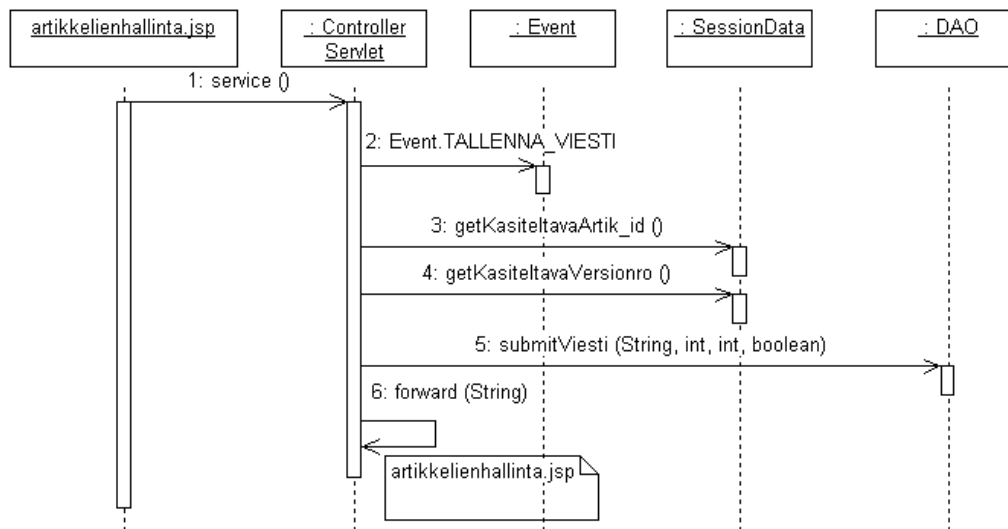 artikkelienhallinta.jsp
: Controller
Servlet
: Event
: SessionData
: DAO
1: service ()
2: Event.TALLENNA_VIESTI
3: getKasiteltavaArtik_id ()
4: getKasiteltavaVersionro ()
5: submitViesti (String, int, int, boolean)
6: forward (String)
artikkelienhallinta.jsp